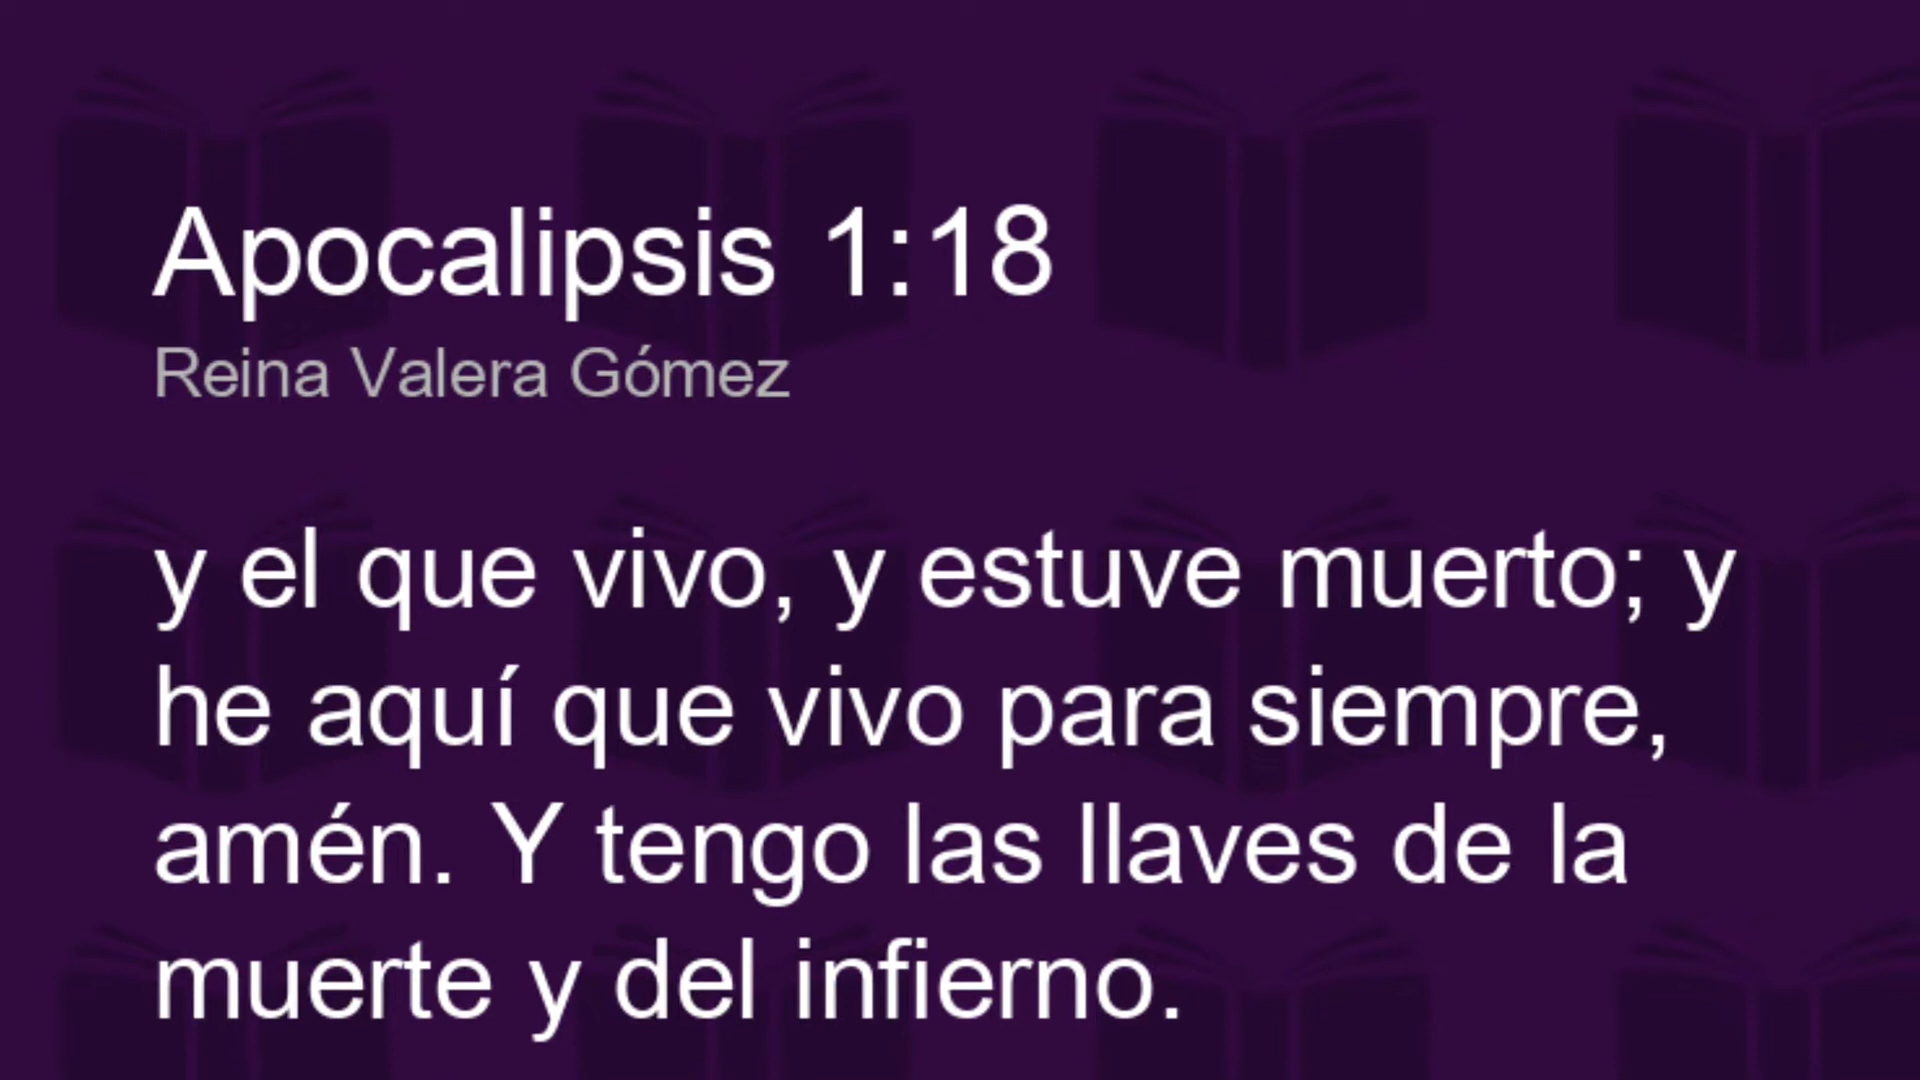 Apocalipsis 1:18
Reina Valera Gómez
y el que vivo, y estuve muerto; y
he aquí que vivo para siempre,
amén. Y tengo las llaves de la
muerte y del infierno.